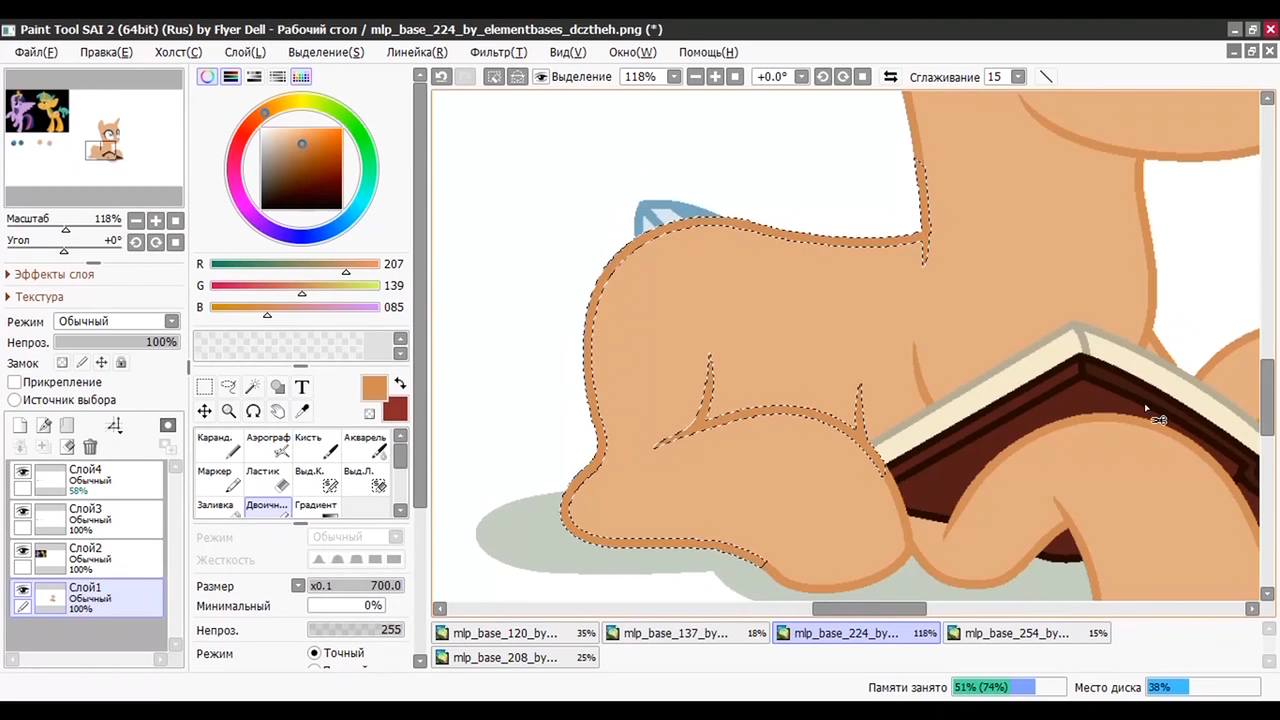 Paint Tool SAI 2 (64bit) (Rus) by Flyer Dell - Рабочий стол / mlp_base_224_by_elementbases_dcztheh.png (*)
Файл(F) Правка(E) Холст(C) Слой(L) Выделение(S) Линейка(R) Фильтр(T) Вид(V) Окно(W) Помощь(H)
Выделение 118% +0.0° Сглаживание 15
Масштаб 118%
Угол +0°
Эффекты слоя
Текстура
Режим Обычный
Непроз. 100%
Замок
Прикрепление
Источник выбора
Слой4
Обычный
58%
Слой3
Обычный
100%
Слой2
Обычный
100%
Слой1
Обычный
100%
R 207
G 139
B 085
T
Каранд. Аэрограф Кисть Акварель
Маркер Ластик Выд.К. Выд.Л.
Заливка Двоичн... Градиент
Режим Обычный
Жесткость
Размер x0.1 700.0
Минимальный 0%
Непроз. 255
Режим Точный
mlp_base_120_by... 35% mlp_base_137_by... 18% mlp_base_224_by... 118% mlp_base_254_by... 15%
mlp_base_208_by... 25%
Памяти занято 51% (74%) Место диска 38%